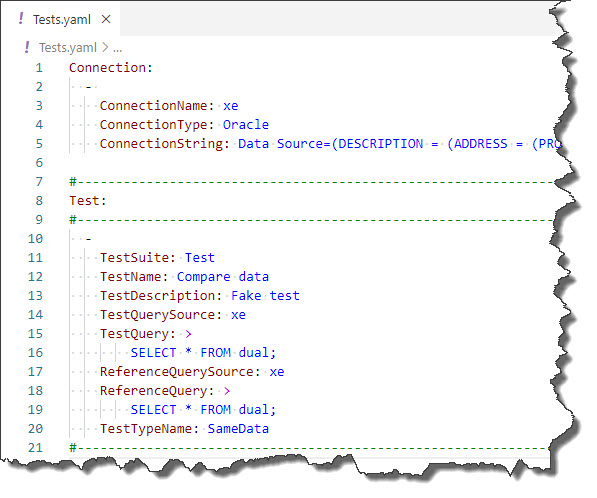 ! Tests.yaml ×
! Tests.yaml > ...
1 Connection:
2 -
3 ConnectionName: xe
4 ConnectionType: Oracle
5 ConnectionString: Data Source=(DESCRIPTION = (ADDRESS = (PRO
6
7 #---------------------------------------------------------------
8 Test:
9 #---------------------------------------------------------------
10 -
11 TestSuite: Test
12 TestName: Compare data
13 TestDescription: Fake test
14 TestQuerySource: xe
15 TestQuery: >
16 SELECT * FROM dual;
17 ReferenceQuerySource: xe
18 ReferenceQuery: >
19 SELECT * FROM dual;
20 TestTypeName: SameData
21 #---------------------------------------------------------------